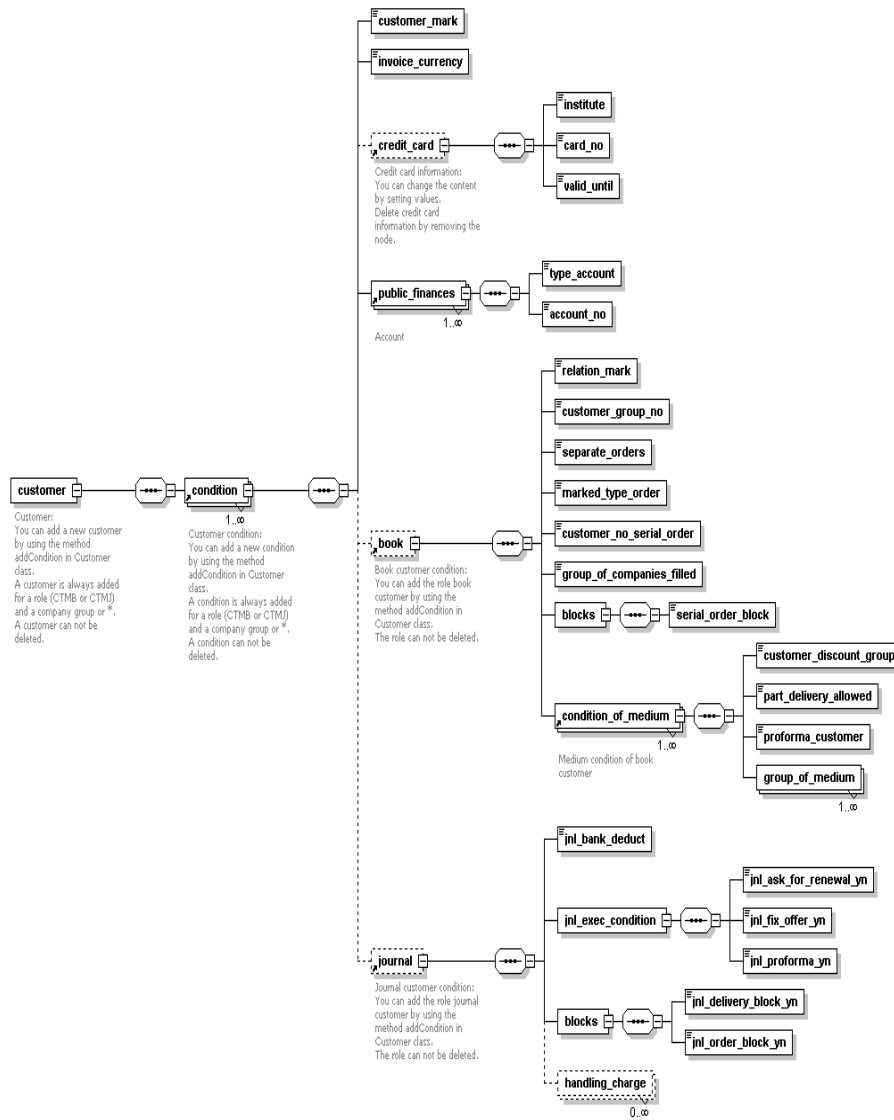 customer_mark
invoice_currency
institute
credit_card
card_no
valid_until
Credit card information:
You can change the content
by setting values.
Delete credit card
information by removing the
node.
type_account
public_finances
account_no
1..∞
Account
relation_mark
customer_group_no
separate_orders
marked_type_order
customer_no_serial_order
group_of_companies_filled
blocks
serial_order_block
customer
Customer:
You can add a new customer
by using the method
addCondition in Customer
class.
A customer is always added
for a role (CTMB or CTMJ)
and a company group or *.
A customer can not be
deleted.
condition
1..∞
Customer condition:
You can add a new condition
by using the method
addCondition in Customer
class.
A condition is always added
for a role (CTMB or CTMJ)
and a company group or *.
A condition can not be
deleted.
book
Book customer condition:
You can add the role book
customer by using the
method addCondition in
Customer class.
The role can not be deleted.
customer_discount_group
part_delivery_allowed
condition_of_medium
1..∞
Medium condition of book
customer
proforma_customer
group_of_medium
1..∞
jnl_bank_deduct
jnl_ask_for_renewal_yn
jnl_exec_condition
jnl_fix_offer_yn
jnl_proforma_yn
journal
Journal customer condition:
You can add the role journal
customer by using the
method addCondition in
Customer class.
The role can not be deleted.
jnl_delivery_block_yn
blocks
jnl_order_block_yn
handling_charge
0..∞